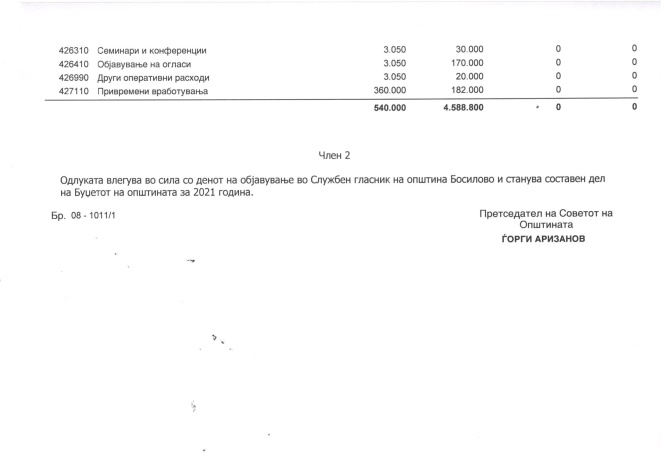 426310 Семинари и конференции 3.050 30.000 0 0
426410 Објавување на огласи 3.050 170.000 0 0
426990 Други оперативни расходи 3.050 20.000 0 0
427110 Привремени вработувања 360.000 182.000 0 0
540.000 4.588.800 0 0
Член 2
Одлуката влегува во сила со денот на објавување во Службен гласник на општина Босилово и станува составен дел
на Буџетот на општината за 2021 година.
Бр. 08 - 1011/1
Претседател на Советот на
Општината
ЃОРГИ АРИЗАНОВ